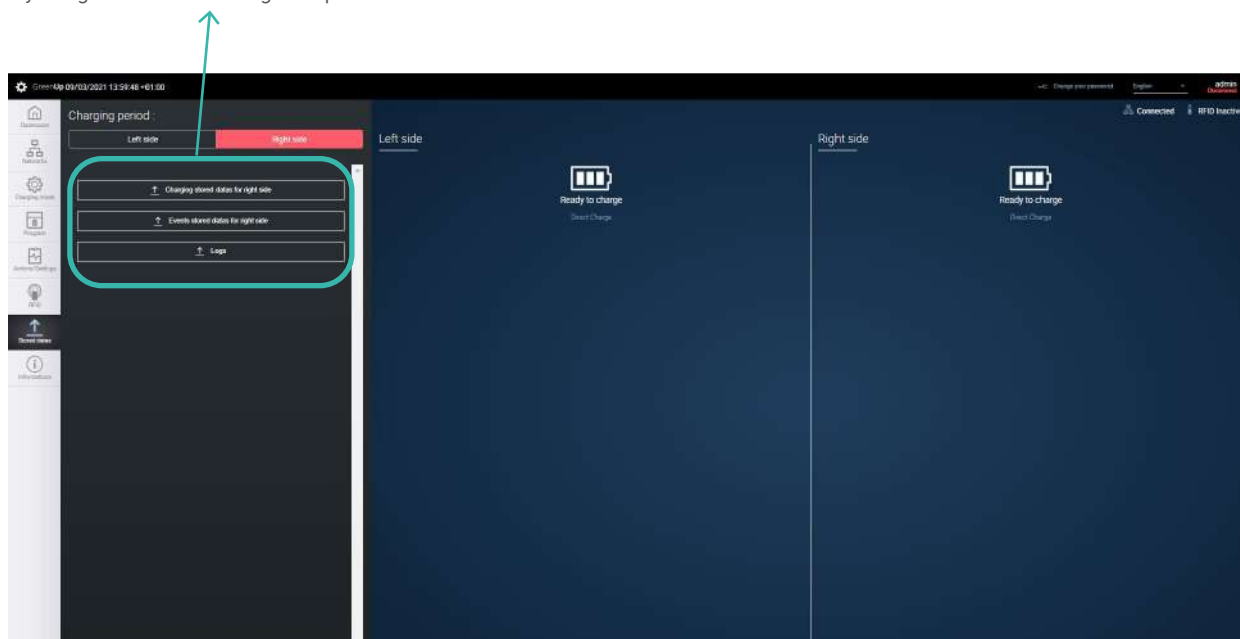 GreenUp 09/03/2021 13:59:48 +01:00
Change your password
English
admin
Disconnect
Connected
RFID Inactive
Charging period :
Left side
Right side
Charging stored datas for right side
Events stored datas for right side
Logs
Networks
Charging mode
Program
RFID
Stored datas
Informations
Left side
Ready to charge
Direct Charge
Right side
Ready to charge
Direct Charge